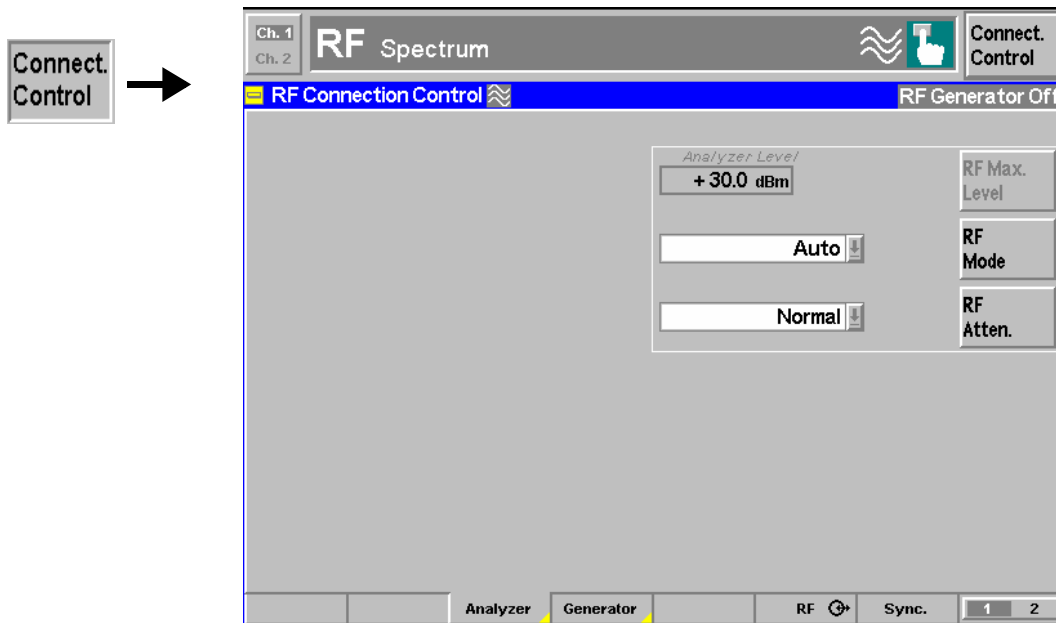 Connect.
Control
Ch. 1
Ch. 2
RF Spectrum
Connect.
Control
RF Connection Control
RF Generator Off
Analyzer Level
+ 30.0 dBm
RF Max.
Level
Auto
RF
Mode
Normal
RF
Atten.
Analyzer
Generator
RF
Sync.
1 2